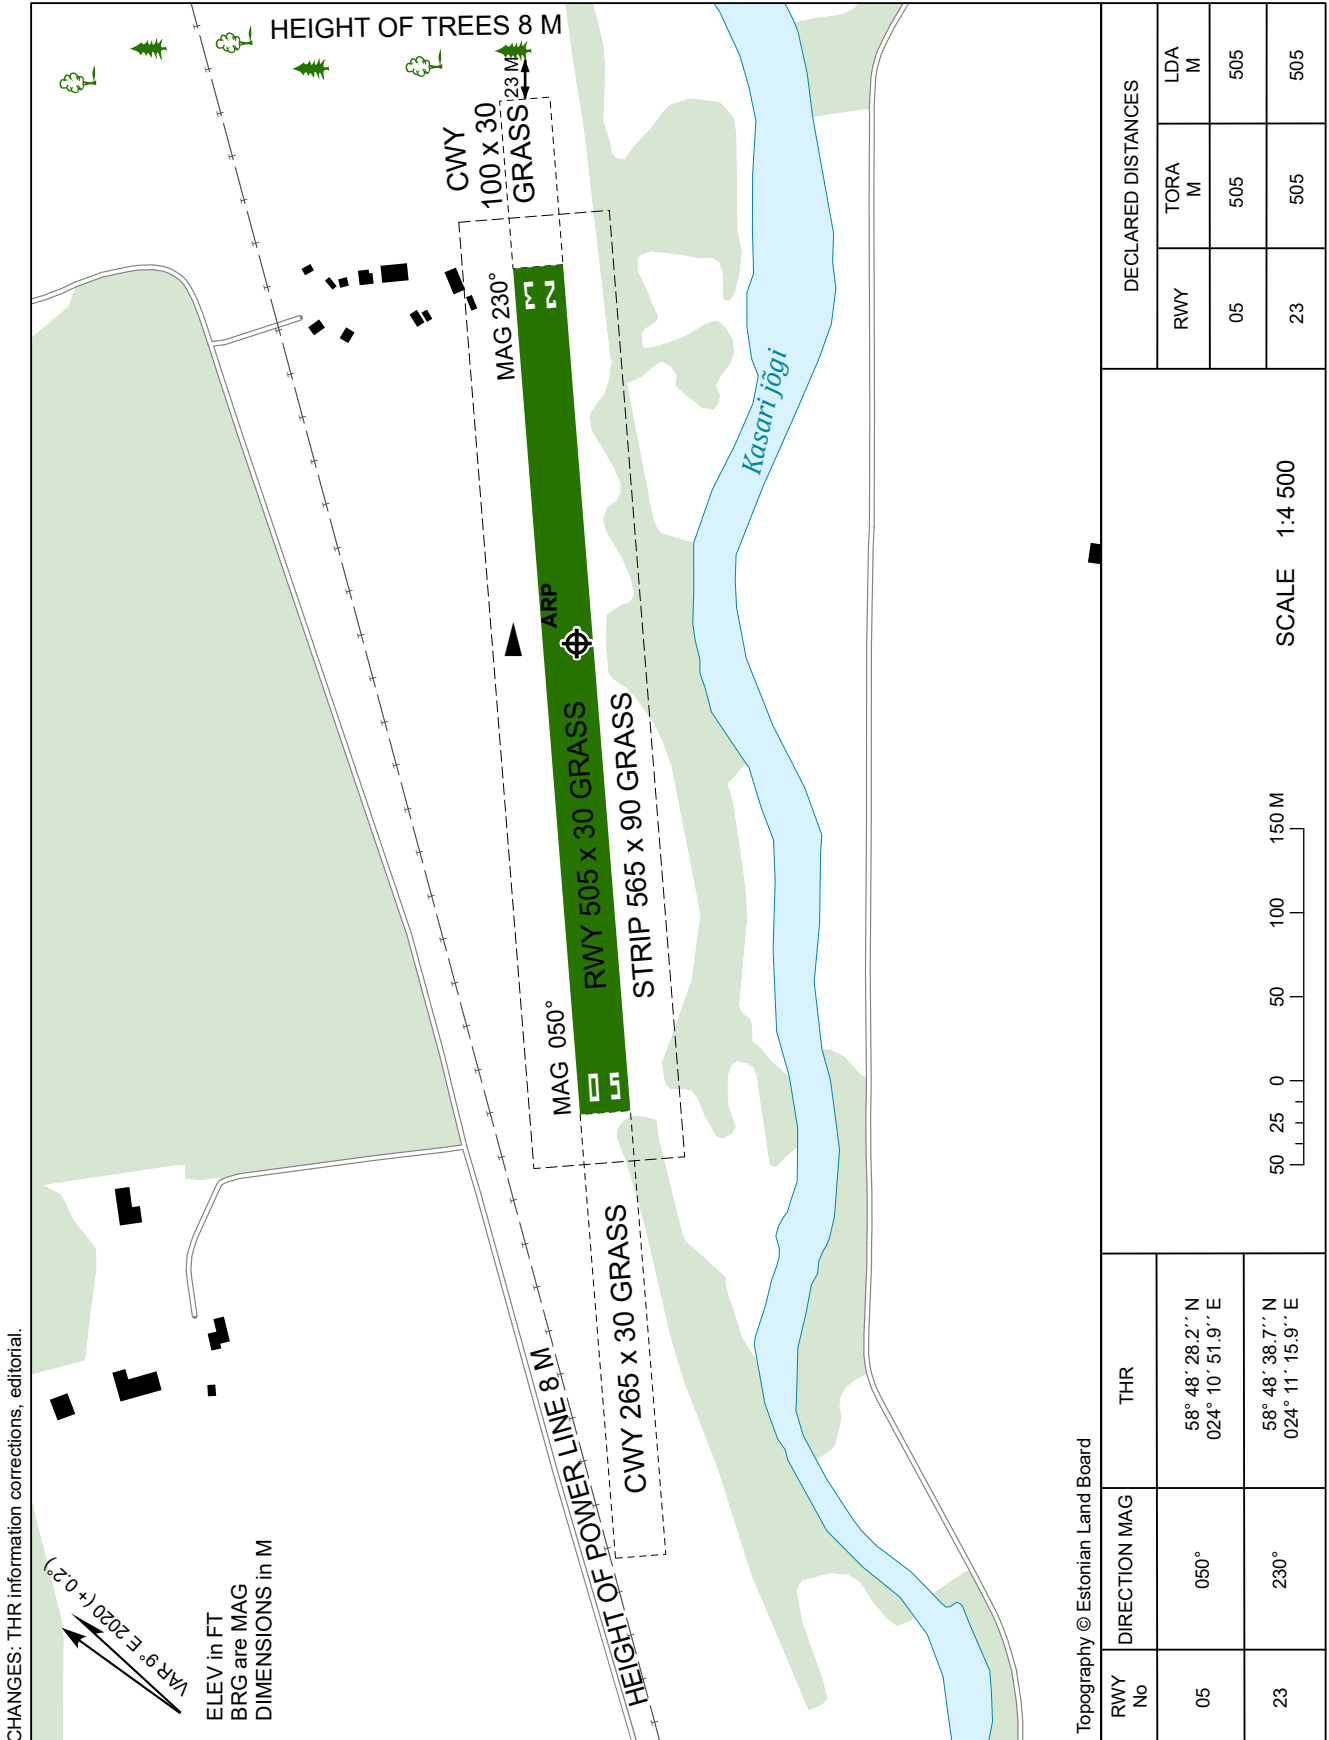 CHANGES: THR information corrections, editorial.
VAR 9° E 2020 (+ 0.2°)
ELEV in FT
BRG are MAG
DIMENSIONS in M
HEIGHT OF TREES 8 M
23 M
CWY
100 x 30
GRASS
MAG 230°
23
ARP
RWY 505 x 30 GRASS
STRIP 565 x 90 GRASS
MAG 050°
05
CWY 265 x 30 GRASS
HEIGHT OF POWER LINE 8 M
Kasari jõgi
Topography © Estonian Land Board
RWY
No
DIRECTION MAG
THR
05
050°
58° 48´ 28.2´´ N
024° 10´ 51.9´´ E
23
230°
58° 48´ 38.7´´ N
024° 11´ 15.9´´ E
50 25 0 50 100 150 M
SCALE 1:4 500
DECLARED DISTANCES
RWY
TORA
M
LDA
M
05 505 505
23 505 505